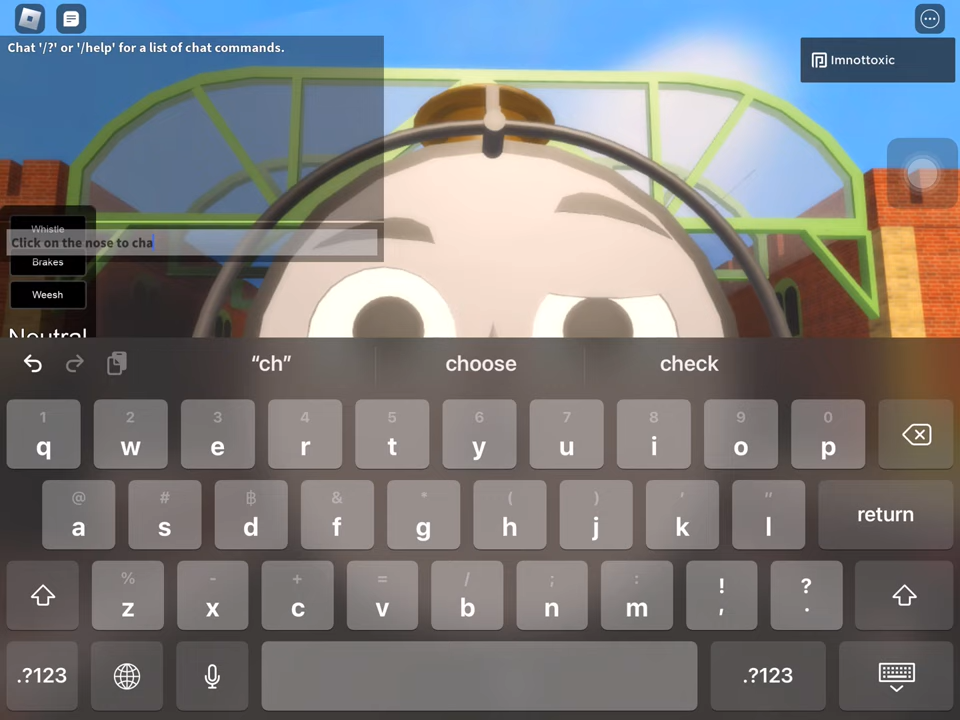 Chat '/?' or '/help' for a list of chat commands.
Imnottoxic
Whistle
Click on the nose to cha
Brakes
Weesh
Neutral
"ch" choose check
1 2 3 4 5 6 7 8 9 0
q w e r t y u i o p
@ # ฿ & * ( ) ' "
a s d f g h j k l return
% - + = / ; : ! ?
z x c v b n m , .
.?123 .?123